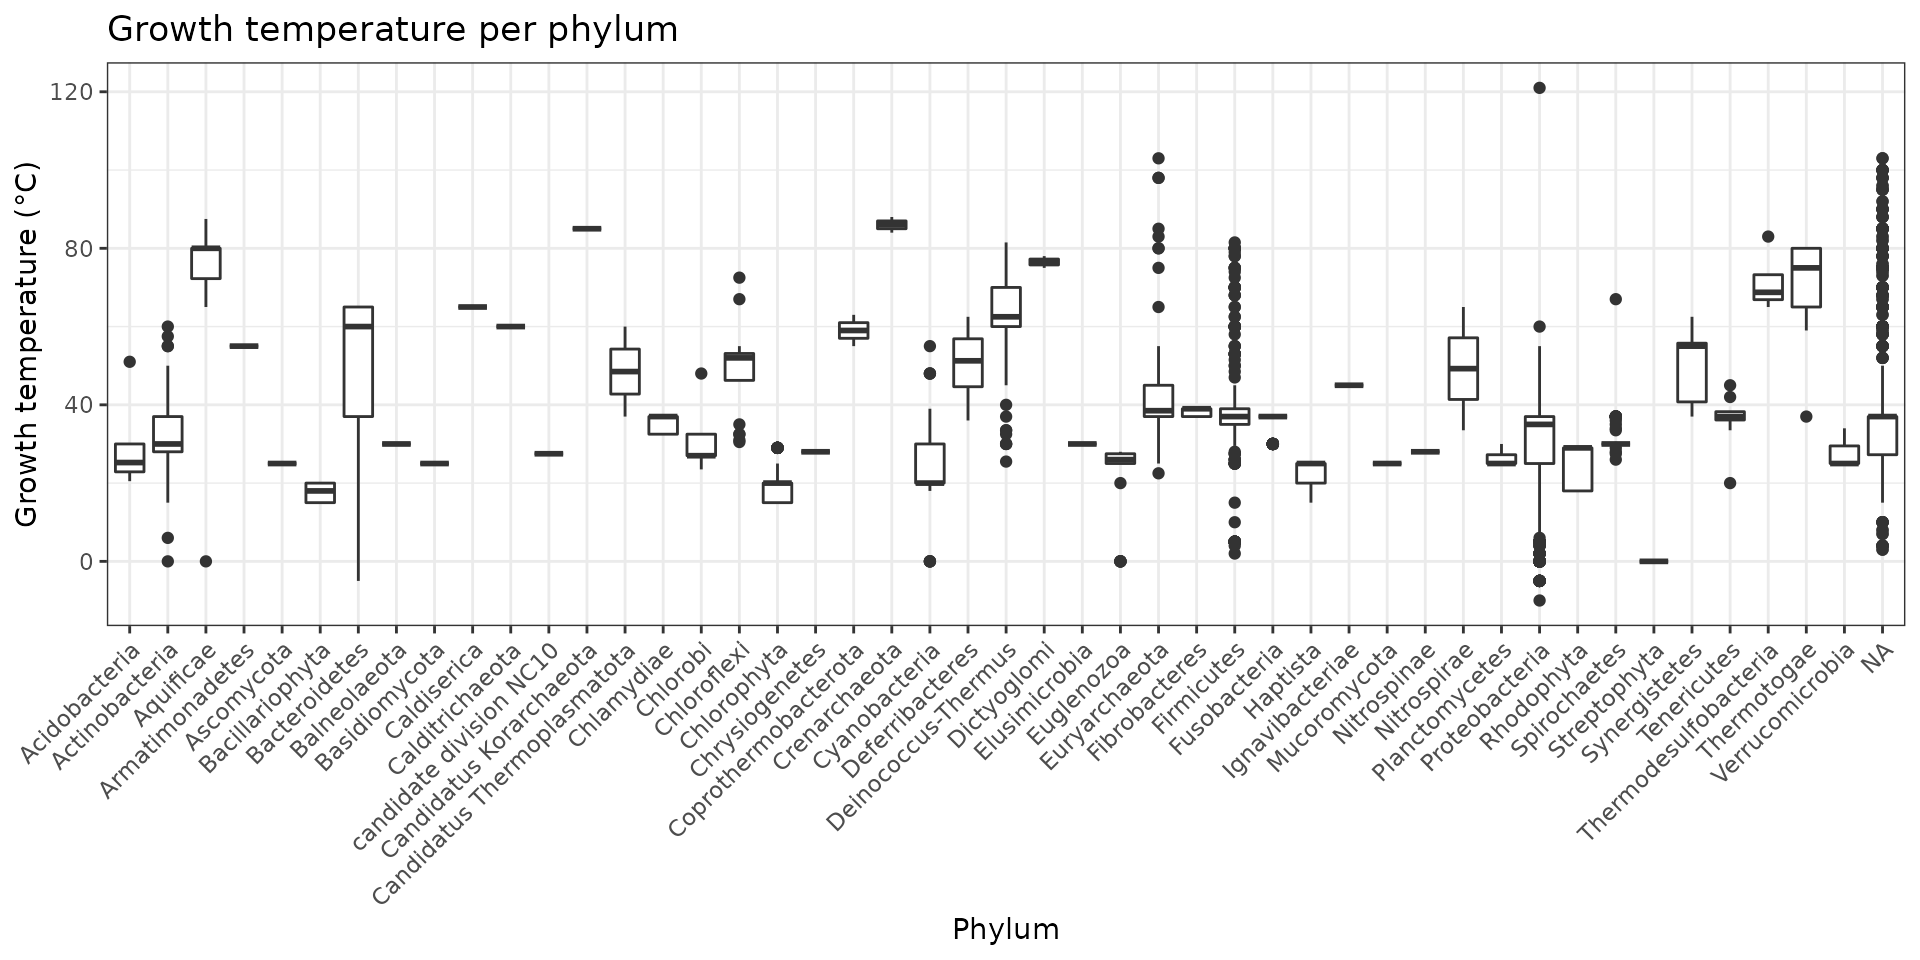 Growth temperature per phylum
Growth temperature (°C)
120
80
40
0
Acidobacteria
Actinobacteria
Aquificae
Armatimonadetes
Ascomycota
Bacillariophyta
Bacteroidetes
Balneolaeota
Basidiomycota
Caldiserica
Calditrichaeota
candidate division NC10
Candidatus Korarchaeota
Candidatus Thermoplasmatota
Chlamydiae
Chlorobi
Chloroflexi
Chlorophyta
Chrysiogenetes
Coprothermobacterota
Crenarchaeota
Cyanobacteria
Deferribacteres
Deinococcus-Thermus
Dictyoglomi
Elusimicrobia
Euglenozoa
Euryarchaeota
Fibrobacteres
Firmicutes
Fusobacteria
Haptista
Ignavibacteriae
Mucoromycota
Nitrospinae
Nitrospirae
Planctomycetes
Proteobacteria
Rhodophyta
Spirochaetes
Streptophyta
Synergistetes
Tenericutes
Thermodesulfobacteria
Thermotogae
Verrucomicrobia
NA
Phylum